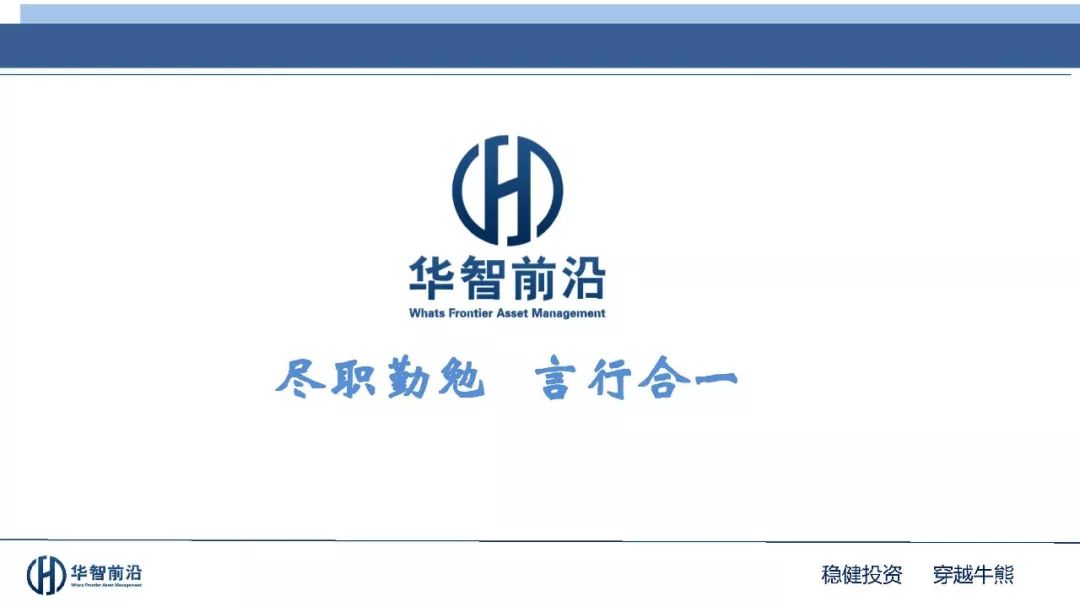 华智前沿
Whats Frontier Asset Management
尽职勤勉 言行合一
华智前沿
Whats Frontier Asset Management
稳健投资 穿越牛熊